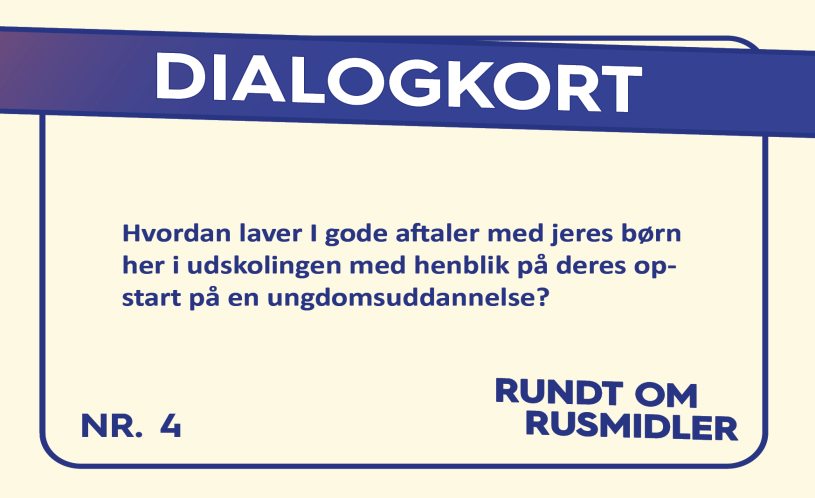 DIALOGKORT
Hvordan laver I gode aftaler med jeres børn
her i udskolingen med henblik på deres op-
start på en ungdomsuddannelse?
NR. 4
RUNDT OM
RUSMIDLER